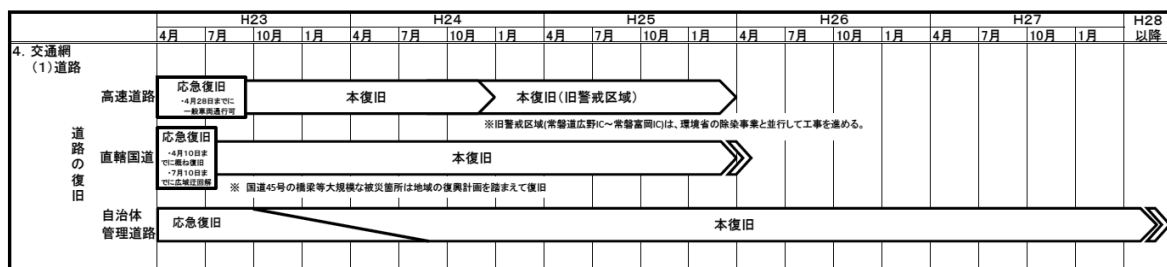 H23 H24 H25 H26 H27 H28
4月 7月 10月 1月 4月 7月 10月 1月 4月 7月 10月 1月 4月 7月 10月 1月 4月 7月 10月 1月 以降
4．交通網
（1）道路
道路の復旧
高速道路
応急復旧
・4月28日までに
一般車両通行可
本復旧
本復旧（旧警戒区域）
※旧警戒区域（常磐道広野IC～常磐富岡IC）は、環境省の除染事業と並行して工事を進める。
直轄国道
応急復旧
・4月10日ま
でに概ね復旧
・7月10日ま
でに広域迂回解
本復旧
※ 国道45号の橋梁等大規模な被災箇所は地域の復興計画を踏まえて復旧
自治体
管理道路
応急復旧
本復旧